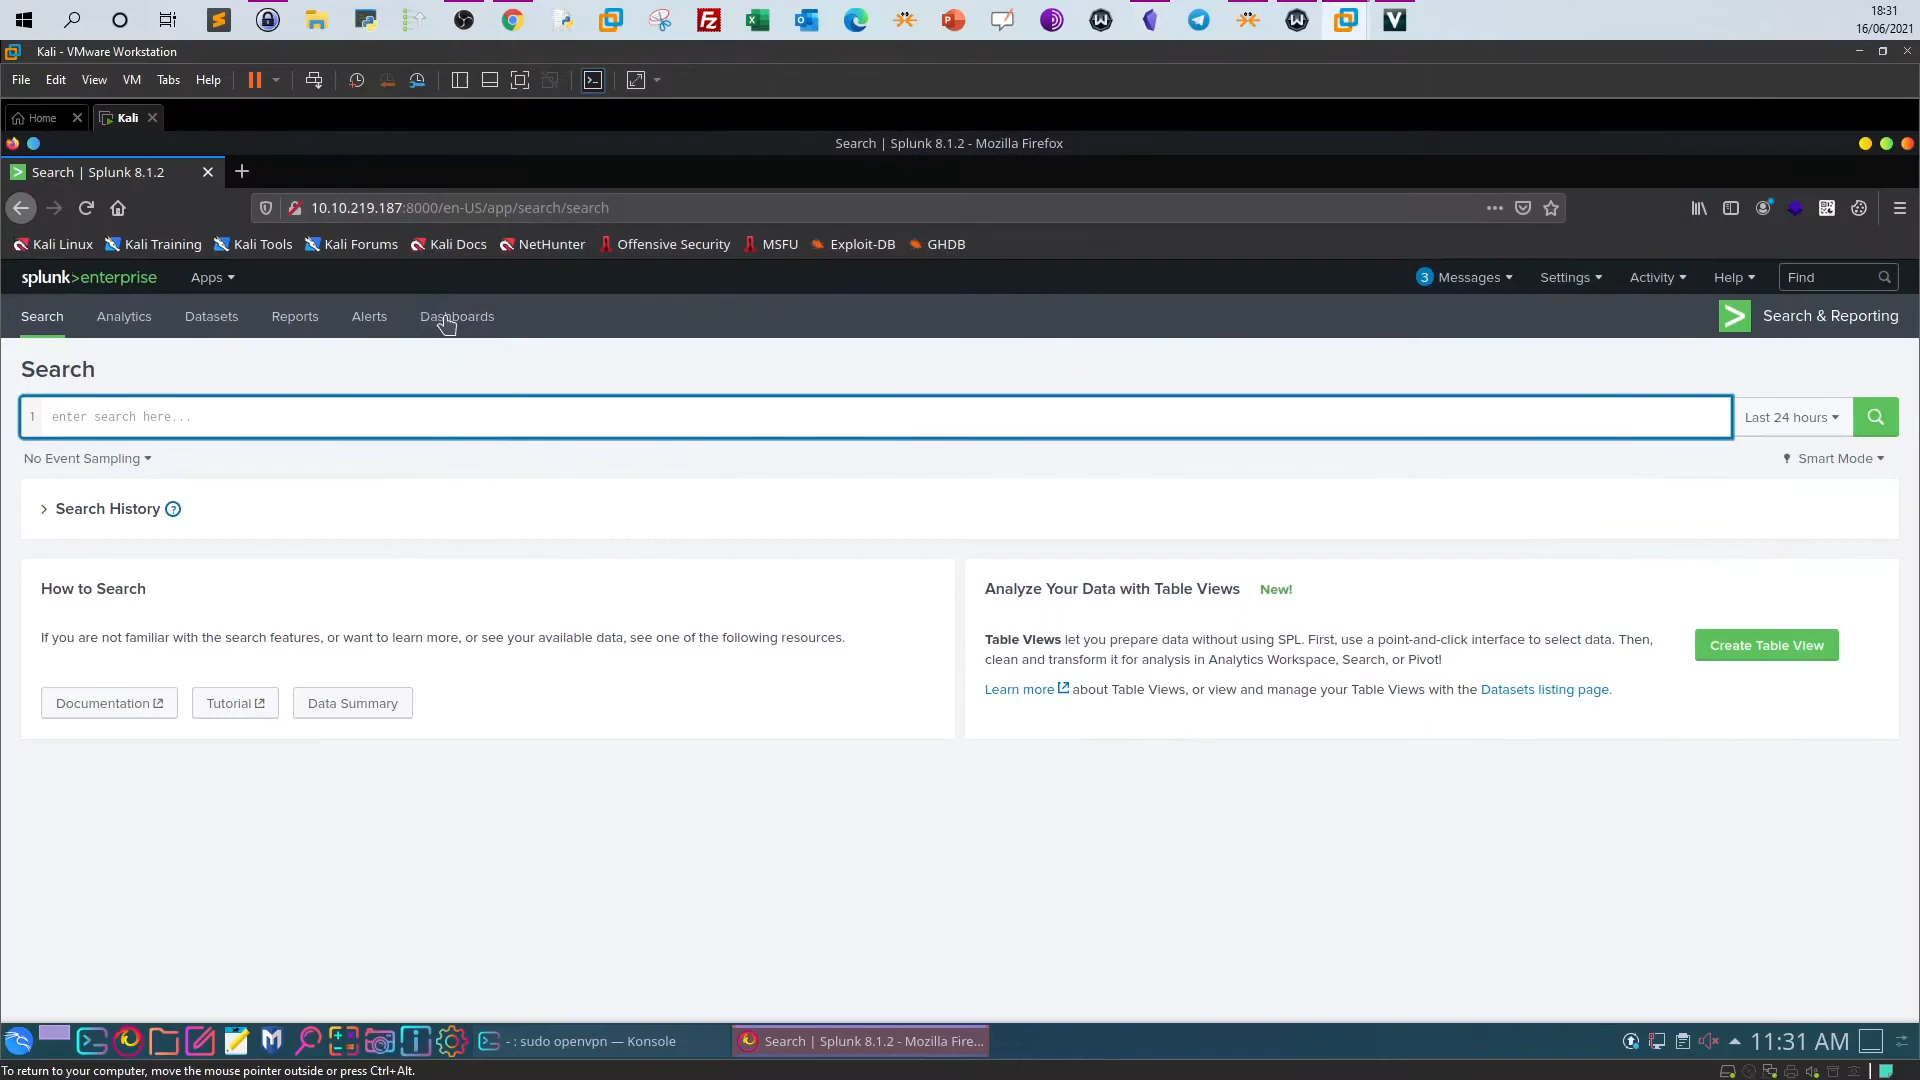 18:31
16/06/2021
Kali - VMware Workstation
File Edit View VM Tabs Help
Home Kali
Search | Splunk 8.1.2 - Mozilla Firefox
Search | Splunk 8.1.2
10.10.219.187:8000/en-US/app/search/search
Kali Linux Kali Training Kali Tools Kali Forums Kali Docs NetHunter Offensive Security MSFU Exploit-DB GHDB
splunk>enterprise Apps 3 Messages Settings Activity Help Find
Search Analytics Datasets Reports Alerts Dashboards Search & Reporting
Search
1 enter search here... Last 24 hours
No Event Sampling Smart Mode
Search History ?
How to Search
If you are not familiar with the search features, or want to learn more, or see your available data, see one of the following resources.
Documentation Tutorial Data Summary
Analyze Your Data with Table Views New!
Table Views let you prepare data without using SPL. First, use a point-and-click interface to select data. Then,
clean and transform it for analysis in Analytics Workspace, Search, or Pivot!
Learn more about Table Views, or view and manage your Table Views with the Datasets listing page.
Create Table View
- : sudo openvpn — Konsole Search | Splunk 8.1.2 - Mozilla Fire... 11:31 AM
To return to your computer, move the mouse pointer outside or press Ctrl+Alt.